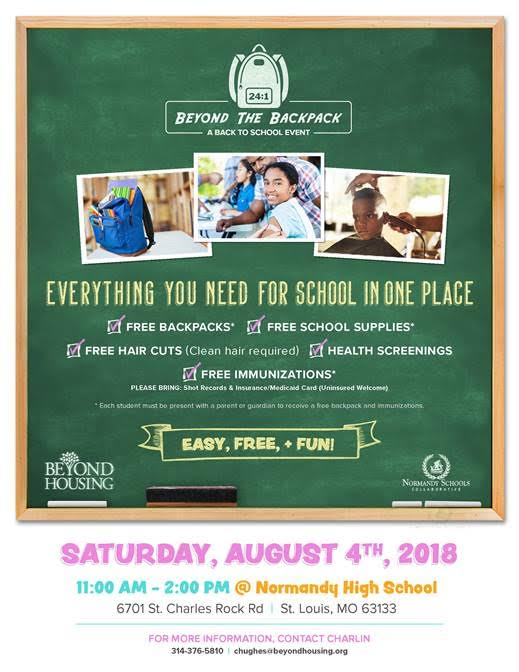 24:1
BEYOND THE BACKPACK
A BACK TO SCHOOL EVENT
EVERYTHING YOU NEED FOR SCHOOL IN ONE PLACE
FREE BACKPACKS* FREE SCHOOL SUPPLIES*
FREE HAIR CUTS (Clean hair required) HEALTH SCREENINGS
FREE IMMUNIZATIONS*
PLEASE BRING: Shot Records & Insurance/Medicaid Card (Uninsured Welcome)
* Each student must be present with a parent or guardian to receive a free backpack and immunizations.
EASY, FREE, + FUN!
BEYOND
HOUSING
NORMANDY SCHOOLS
COLLABORATIVE
SATURDAY, AUGUST 4TH, 2018
11:00 AM - 2:00 PM @ Normandy High School
6701 St. Charles Rock Rd | St. Louis, MO 63133
FOR MORE INFORMATION, CONTACT CHARLIN
314-376-5810 | chughes@beyondhousing.org